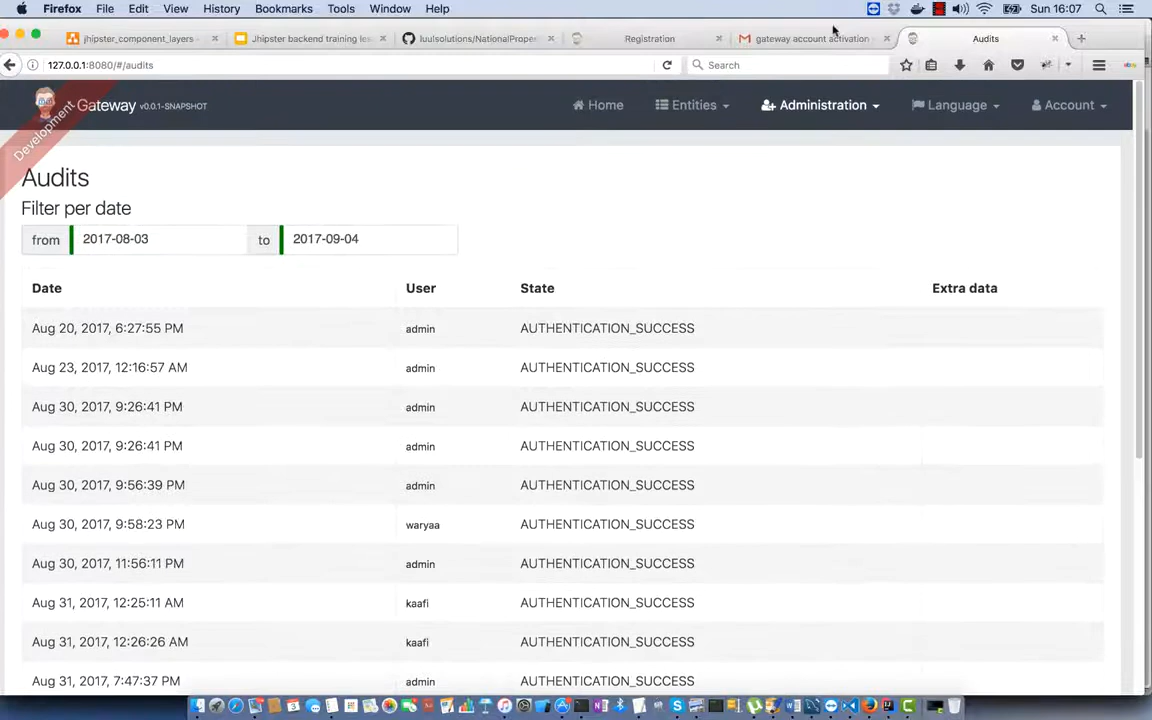 Firefox File Edit View History Bookmarks Tools Window Help Sun 16:07
jhipster_component_layers Jhipster backend training les luulsolutions/NationalPrope Registration gateway account activation Audits
127.0.0.1:8080/#/audits Search
Development
Gateway v0.0.1-SNAPSHOT Home Entities Administration Language Account
Audits
Filter per date
from 2017-08-03 to 2017-09-04
Date User State Extra data
Aug 20, 2017, 6:27:55 PM admin AUTHENTICATION_SUCCESS
Aug 23, 2017, 12:16:57 AM admin AUTHENTICATION_SUCCESS
Aug 30, 2017, 9:26:41 PM admin AUTHENTICATION_SUCCESS
Aug 30, 2017, 9:26:41 PM admin AUTHENTICATION_SUCCESS
Aug 30, 2017, 9:56:39 PM admin AUTHENTICATION_SUCCESS
Aug 30, 2017, 9:58:23 PM waryaa AUTHENTICATION_SUCCESS
Aug 30, 2017, 11:56:11 PM admin AUTHENTICATION_SUCCESS
Aug 31, 2017, 12:25:11 AM kaafi AUTHENTICATION_SUCCESS
Aug 31, 2017, 12:26:26 AM kaafi AUTHENTICATION_SUCCESS
Aug 31, 2017, 7:47:37 PM admin AUTHENTICATION_SUCCESS